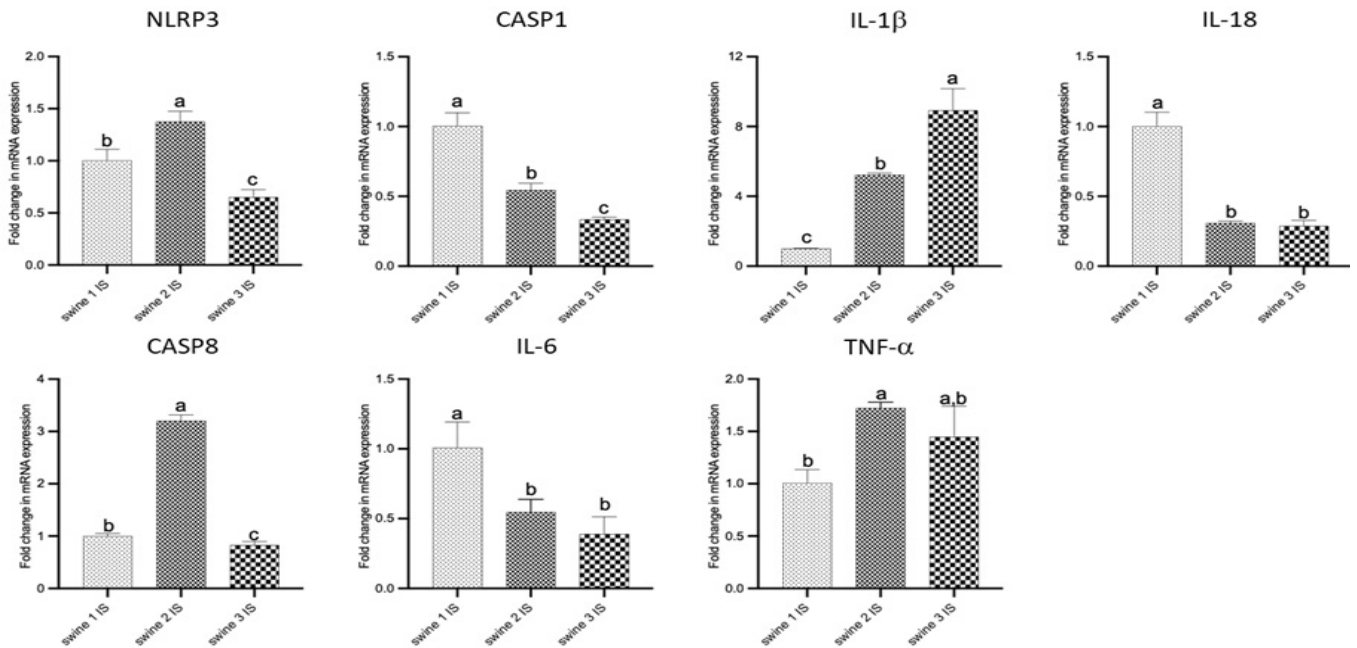 NLRP3
CASP1
IL-1β
IL-18
Fold change in mRNA expression
2.0
1.5
1.0
0.5
0.0
b
a
c
swine 1 IS
swine 2 IS
swine 3 IS
Fold change in mRNA expression
1.5
1.0
0.5
0.0
a
b
c
swine 1 IS
swine 2 IS
swine 3 IS
Fold change in mRNA expression
12
8
4
0
c
b
a
swine 1 IS
swine 2 IS
swine 3 IS
Fold change in mRNA expression
1.5
1.0
0.5
0.0
a
b
b
swine 1 IS
swine 2 IS
swine 3 IS
CASP8
IL-6
TNF-α
Fold change in mRNA expression
4
3
2
1
0
b
a
c
swine 1 IS
swine 2 IS
swine 3 IS
Fold change in mRNA expression
1.5
1.0
0.5
0.0
a
b
b
swine 1 IS
swine 2 IS
swine 3 IS
Fold change in mRNA expression
2.0
1.5
1.0
0.5
0.0
b
a
a,b
swine 1 IS
swine 2 IS
swine 3 IS